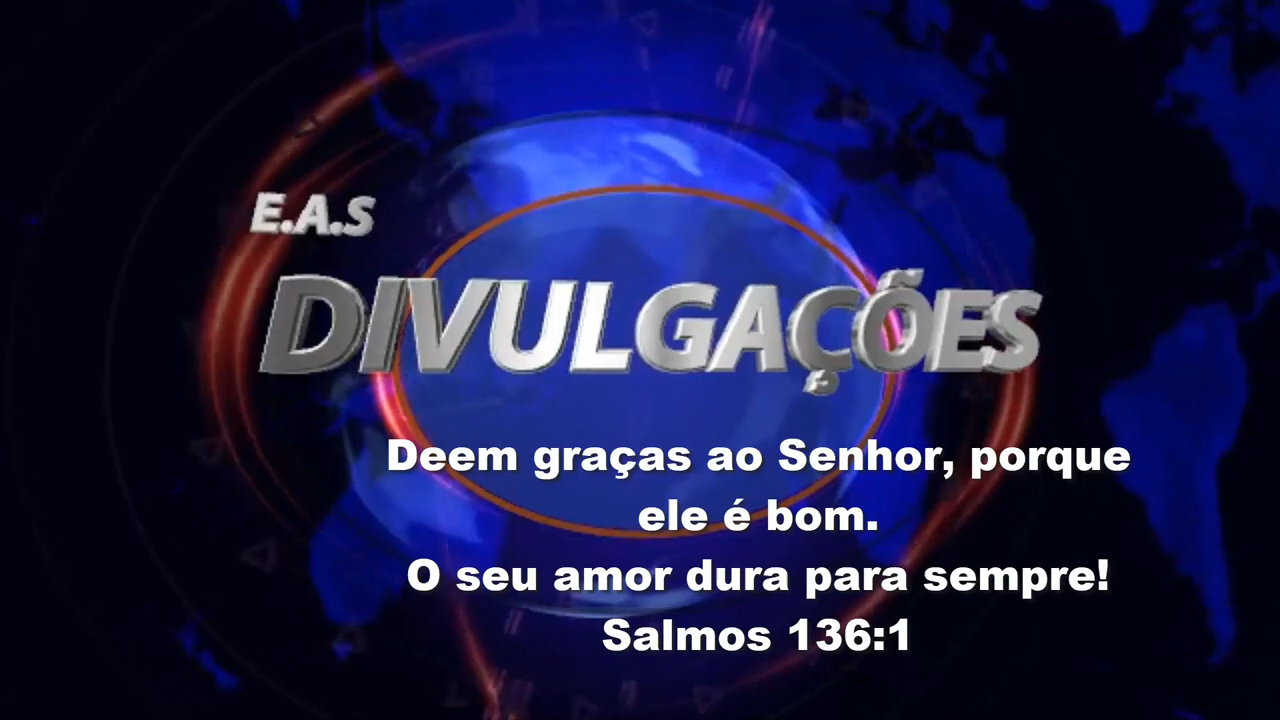 E.A.S
DIVULGAÇÕES
Deem graças ao Senhor, porque
ele é bom.
O seu amor dura para sempre!
Salmos 136:1